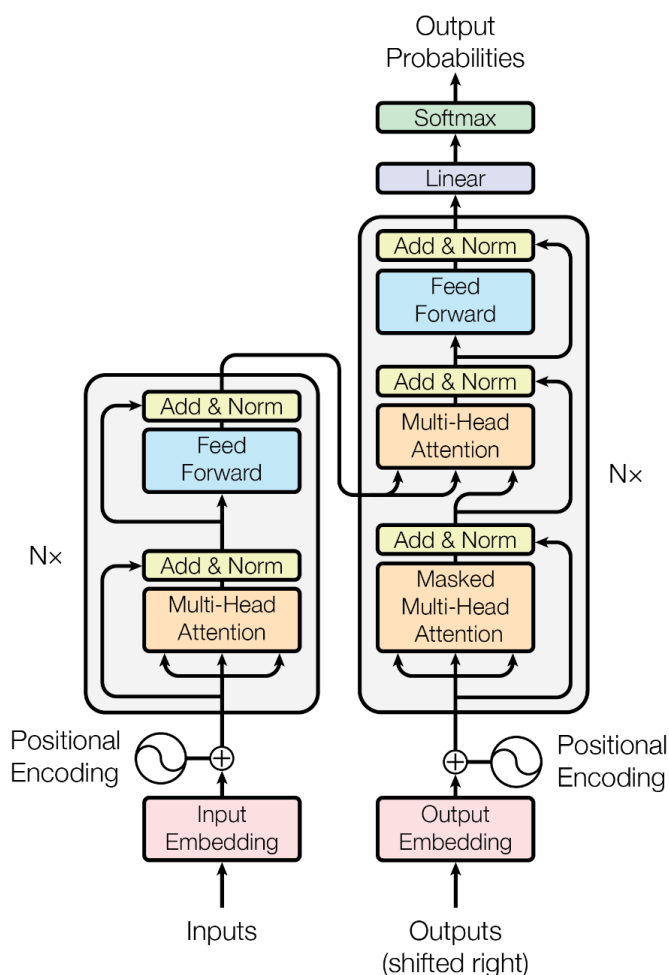 Output
Probabilities
Softmax
Linear
Add & Norm
Feed
Forward
Add & Norm
Multi-Head
Attention
Add & Norm
Masked
Multi-Head
Attention
Nx
Add & Norm
Feed
Forward
Add & Norm
Multi-Head
Attention
Nx
Positional
Encoding
Positional
Encoding
Input
Embedding
Output
Embedding
Inputs
Outputs
(shifted right)